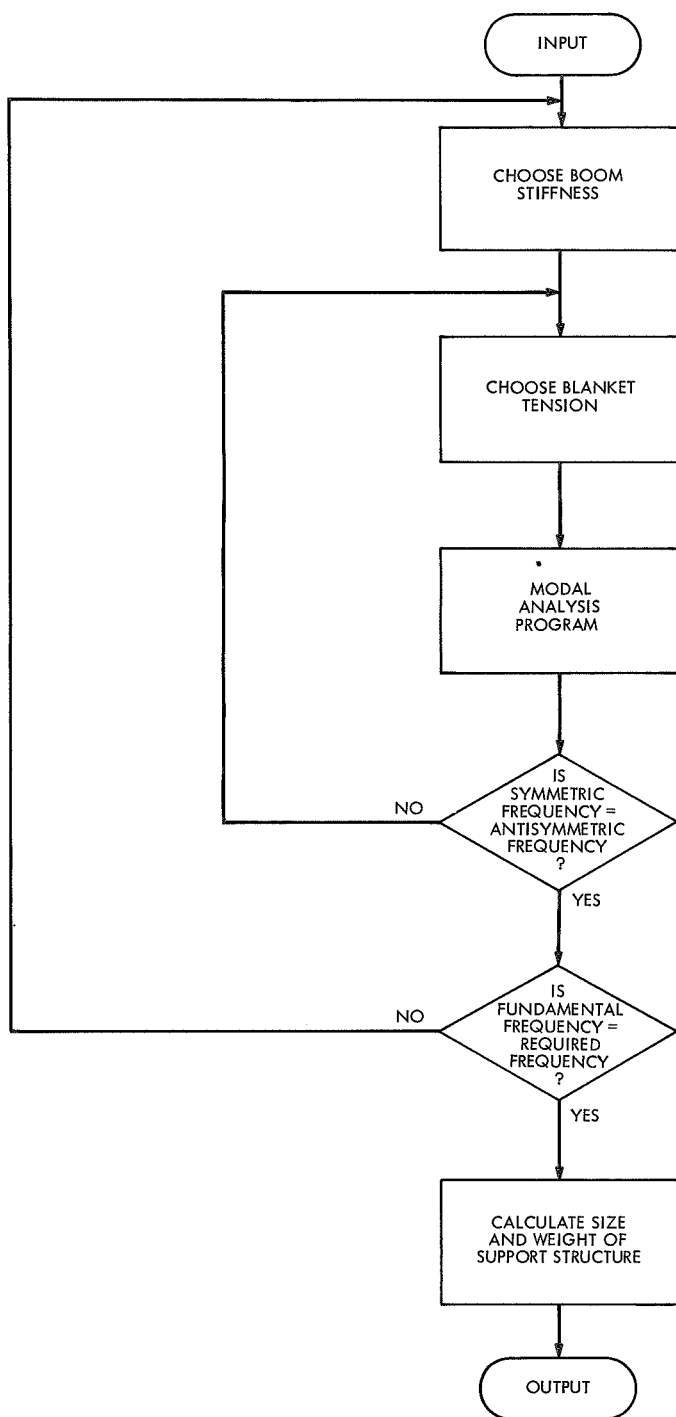 INPUT
CHOOSE BOOM
STIFFNESS
CHOOSE BLANKET
TENSION
MODAL
ANALYSIS
PROGRAM
IS
SYMMETRIC
FREQUENCY =
ANTISYMMETRIC
FREQUENCY
?
NO
YES
IS
FUNDAMENTAL
FREQUENCY =
REQUIRED
FREQUENCY
?
NO
YES
CALCULATE SIZE
AND WEIGHT OF
SUPPORT STRUCTURE
OUTPUT